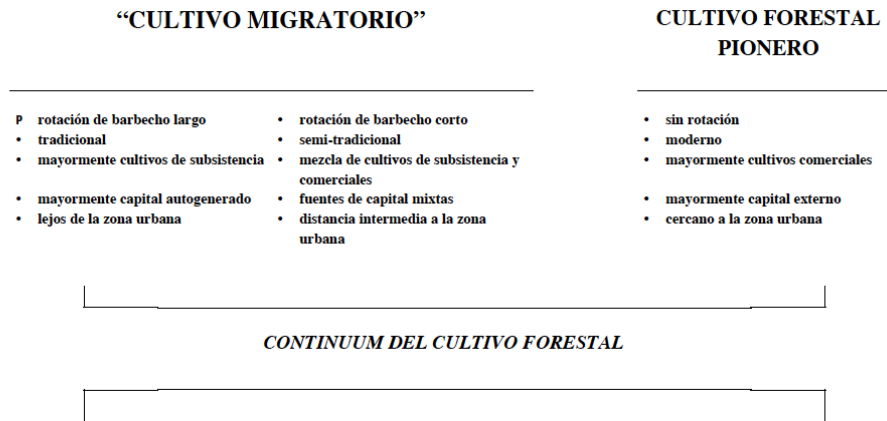 “CULTIVO MIGRATORIO”
P rotación de barbecho largo
• tradicional
• mayormente cultivos de subsistencia
• mayormente capital autogenerado
• lejos de la zona urbana
• rotación de barbecho corto
• semi-tradicional
• mezcla de cultivos de subsistencia y
comerciales
• fuentes de capital mixtas
• distancia intermedia a la zona
urbana
CULTIVO FORESTAL
PIONERO
• sin rotación
• moderno
• mayormente cultivos comerciales
• mayormente capital externo
• cercano a la zona urbana
CONTINUUM DEL CULTIVO FORESTAL